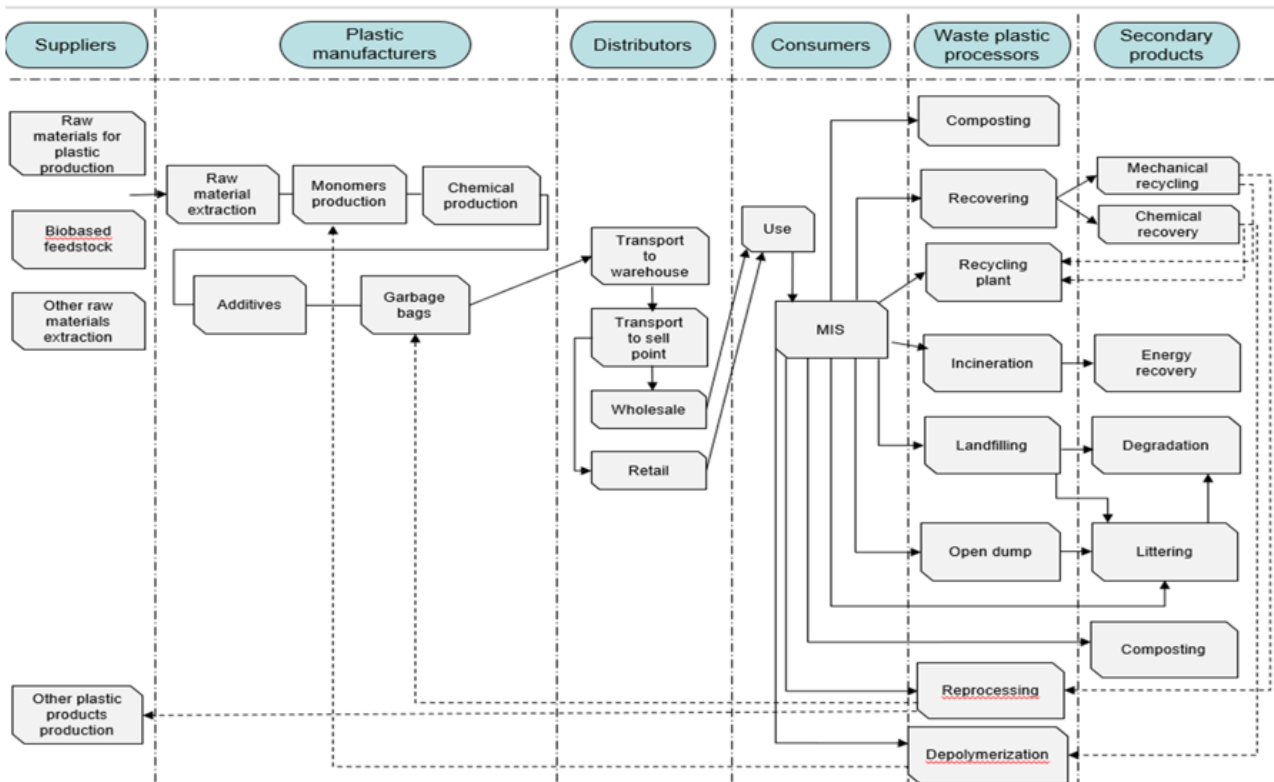 Suppliers
Plastic
manufacturers
Distributors
Consumers
Waste plastic
processors
Secondary
products
Raw
materials for
plastic
production
Biobased
feedstock
Other raw
materials
extraction
Other plastic
products
production
Raw
material
extraction
Monomers
production
Chemical
production
Additives
Garbage
bags
Transport
to
warehouse
Transport
to sell
point
Wholesale
Retail
Use
MIS
Composting
Recovering
Recycling
plant
Incineration
Landfilling
Open dump
Reprocessing
Depolymerization
Mechanical
recycling
Chemical
recovery
Energy
recovery
Degradation
Littering
Composting